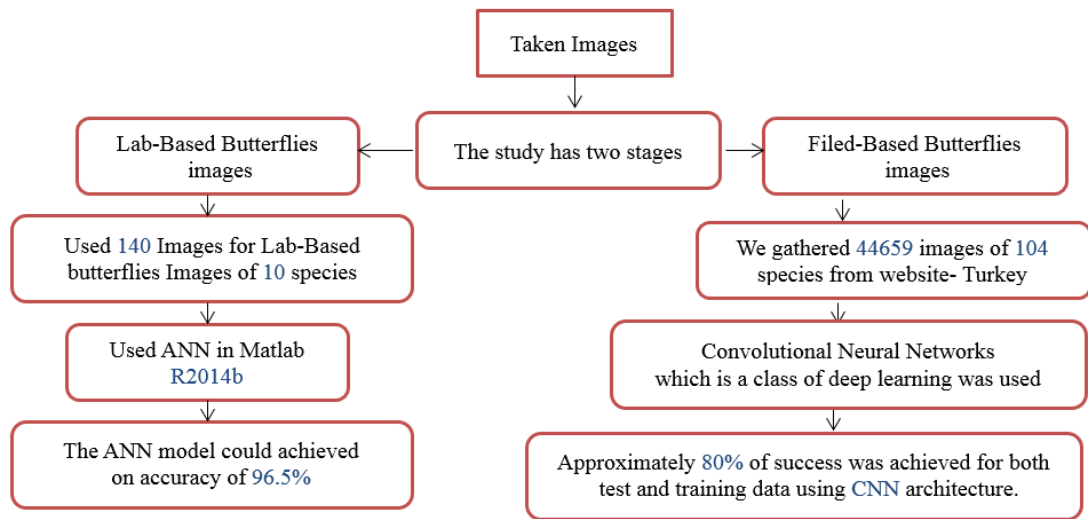 Taken Images
The study has two stages
Lab-Based Butterflies
images
Used 140 Images for Lab-Based
butterflies Images of 10 species
Used ANN in Matlab
R2014b
The ANN model could achieved
on accuracy of 96.5%
Filed-Based Butterflies
images
We gathered 44659 images of 104
species from website- Turkey
Convolutional Neural Networks
which is a class of deep learning was used
Approximately 80% of success was achieved for both
test and training data using CNN architecture.